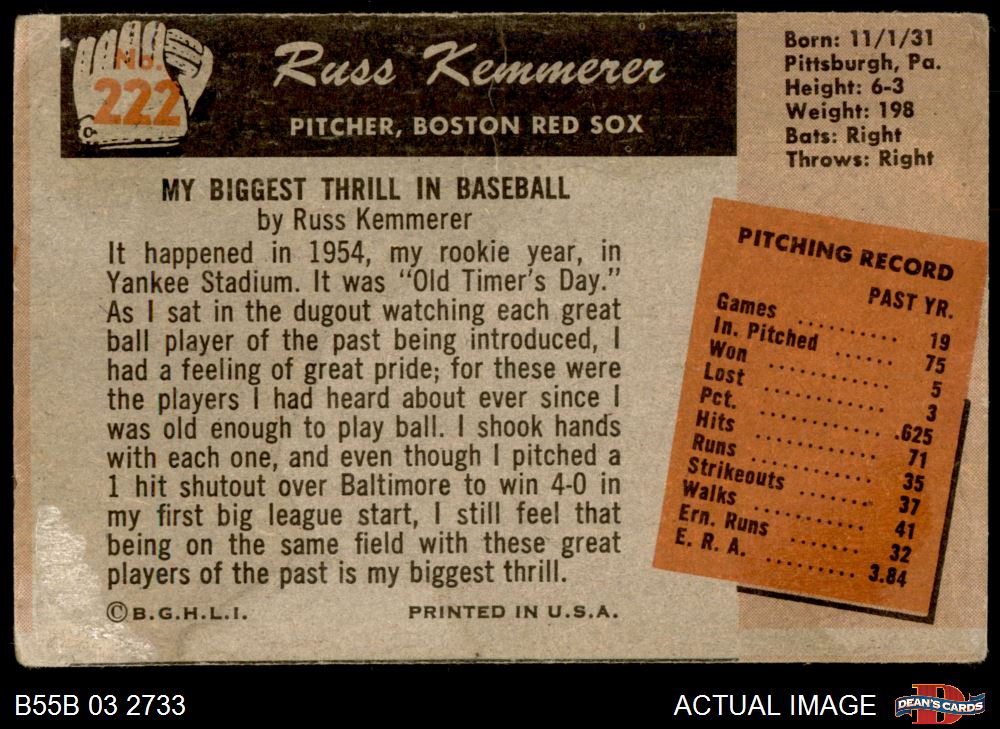 No.
222
Russ Kemmerer
PITCHER, BOSTON RED SOX
Born: 11/1/31
Pittsburgh, Pa.
Height: 6-3
Weight: 198
Bats: Right
Throws: Right
MY BIGGEST THRILL IN BASEBALL
by Russ Kemmerer
It happened in 1954, my rookie year, in
Yankee Stadium. It was "Old Timer's Day."
As I sat in the dugout watching each great
ball player of the past being introduced, I
had a feeling of great pride; for these were
the players I had heard about ever since I
was old enough to play ball. I shook hands
with each one, and even though I pitched a
1 hit shutout over Baltimore to win 4-0 in
my first big league start, I still feel that
being on the same field with these great
players of the past is my biggest thrill.
©B.G.H.L.I. PRINTED IN U.S.A.
PITCHING RECORD
PAST YR.
Games .......... 19
In. Pitched ...... 75
Won ............ 5
Lost ............ 3
Pct. ............ .625
Hits ............ 71
Runs ............ 35
Strikeouts ....... 37
Walks ........... 41
Ern. Runs ....... 32
E. R. A. ......... 3.84
B55B 03 2733
ACTUAL IMAGE
D
DEAN'S CARDS